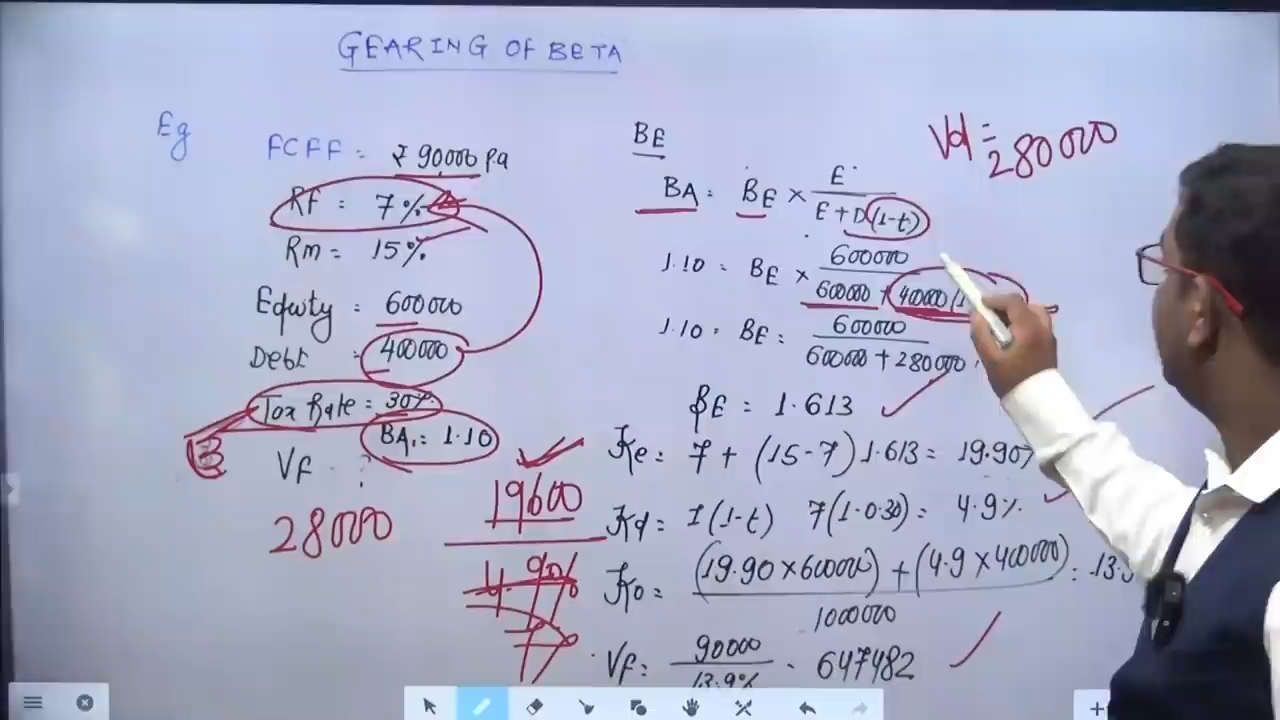 GEARING OF BETA
Eg
FCFF = ₹ 90000 p.a
RF = 7%
Rm = 15%
Equity = 600000
Debt = 400000
Tax Rate = 30%
BA = 1.10
Vf = ?
28000
19600
4.90%
7%
BE
BA = BE × E / E + D(1-t)
1.10 = BE × 600000 / 600000 + 40000(1
1.10 = BE = 600000 / 600000 + 280000
βE = 1.613
Ke = 7 + (15-7) 1.613 = 19.90%
Kd = I(1-t) 7(1-0.30) = 4.9%
Ko = (19.90×600000) + (4.9×400000) / 1000000 = 13.
Vf = 90000 / 13.9% = 647482
Vd = 280000